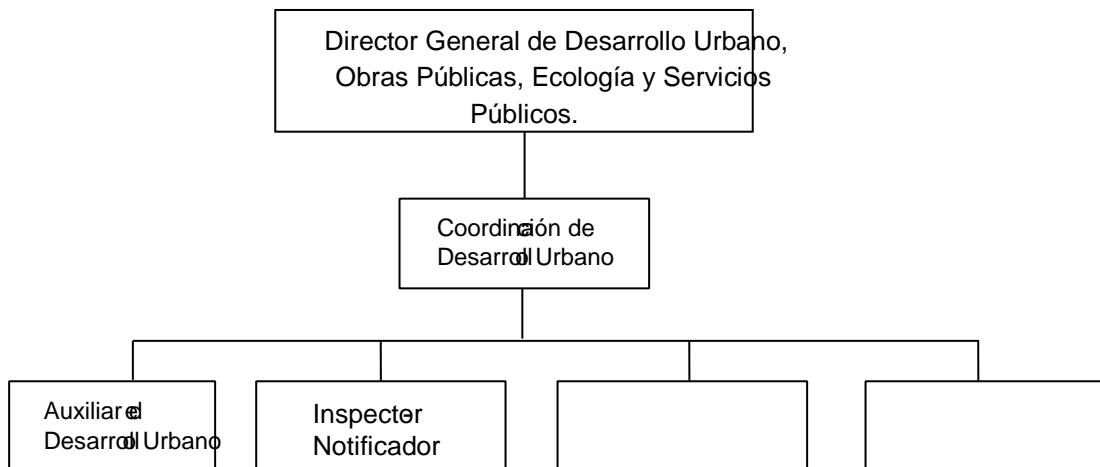 Director General de Desarrollo Urbano,
Obras Públicas, Ecología y Servicios
Públicos.
Coordinación de
Desarrollo Urbano
Auxiliar de
Desarrollo Urbano
Inspector-
Notificador